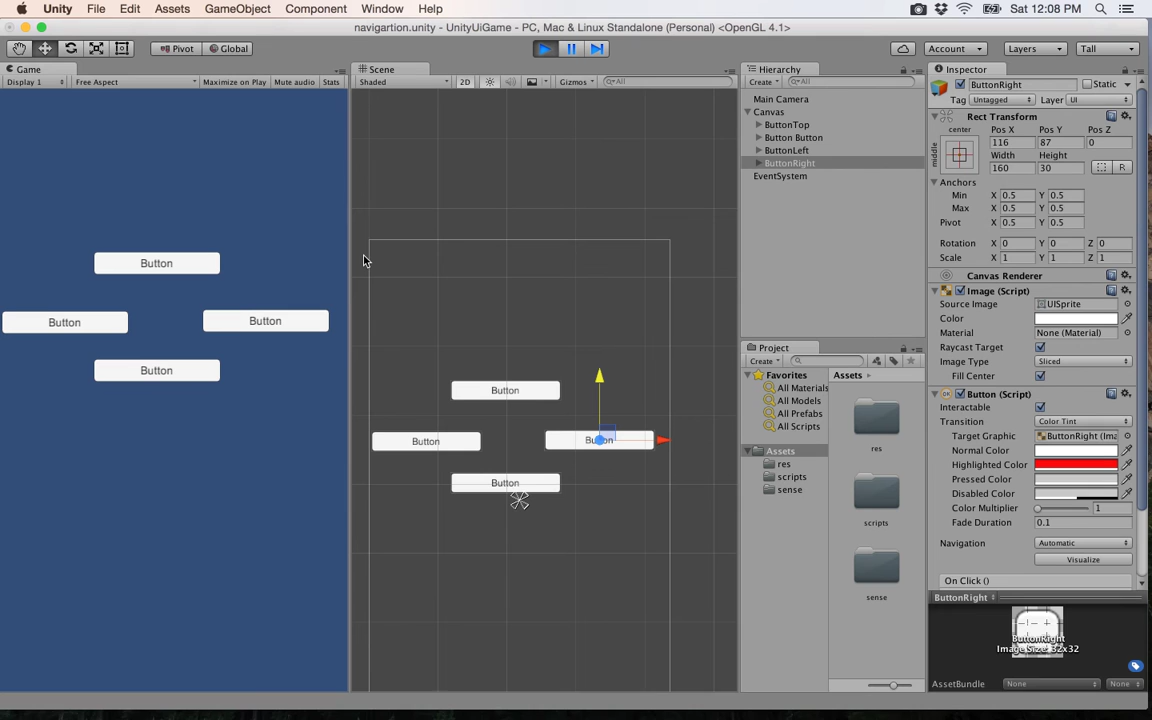 Unity File Edit Assets GameObject Component Window Help Sat 12:08 PM
navigartion.unity - UnityUiGame - PC, Mac & Linux Standalone (Personal) <OpenGL 4.1>
Pivot Global Account Layers Tall
Game Scene Hierarchy Inspector
Display 1 Free Aspect Maximize on Play Mute audio Stats Shaded 2D Gizmos All Create All
ButtonRight Static
Tag Untagged Layer UI
Main Camera
Canvas
ButtonTop
Button Button
ButtonLeft
ButtonRight
EventSystem
Rect Transform
center Pos X Pos Y Pos Z
middle 116 87 0
Width Height
160 30 R
Anchors
Min X 0.5 Y 0.5
Max X 0.5 Y 0.5
Pivot X 0.5 Y 0.5
Rotation X 0 Y 0 Z 0
Scale X 1 Y 1 Z 1
Canvas Renderer
Image (Script)
Source Image UISprite
Color
Material None (Material)
Raycast Target
Image Type Sliced
Fill Center
Button (Script)
Interactable
Transition Color Tint
Target Graphic ButtonRight (Ima
Normal Color
Highlighted Color
Pressed Color
Disabled Color
Color Multiplier 1
Fade Duration 0.1
Navigation Automatic
Visualize
On Click ()
ButtonRight
ButtonRight
Image Size: 32x32
AssetBundle None None
Project
Create
Favorites
All Materials
All Models
All Prefabs
All Scripts
Assets
res
scripts
sense
Assets
res
scripts
sense
Button
Button Button
Button
Button
Button Button
Button